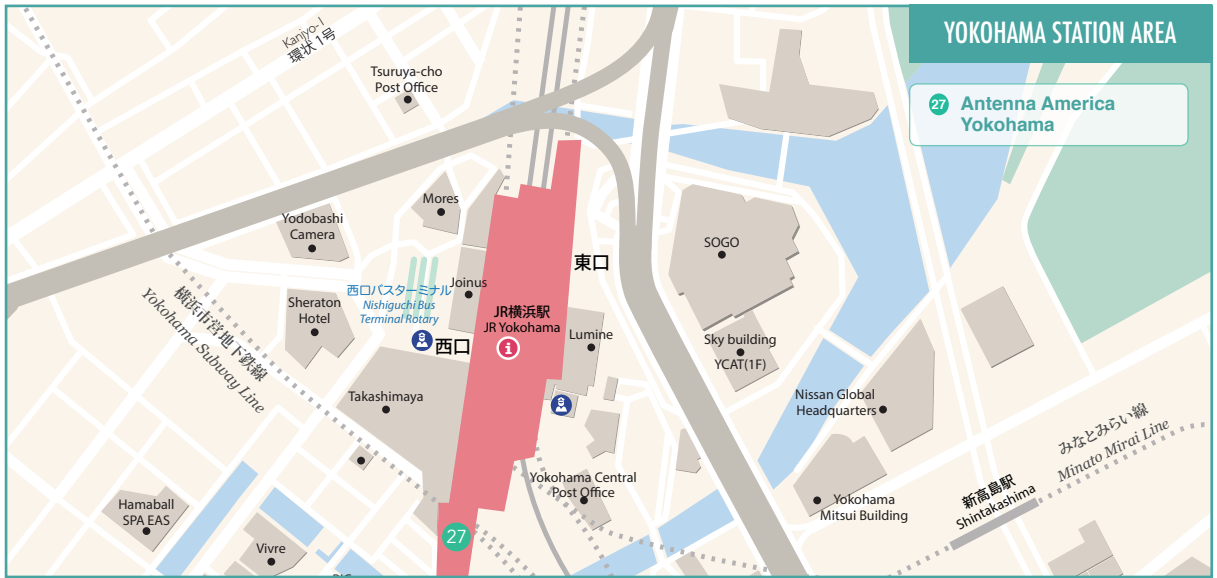 YOKOHAMA STATION AREA
27 Antenna America
Yokohama
Kanjyo-1
環状1号
Tsuruya-cho
Post Office
Mores
Yodobashi
Camera
SOGO
東口
西口バスターミナル
Nishiguchi Bus
Terminal Rotary
Joinus
Sheraton
Hotel
JR横浜駅
JR Yokohama
西口
Lumine
Sky building
YCAT(1F)
横浜市営地下鉄線
Yokohama Subway Line
Takashimaya
Nissan Global
Headquarters
みなとみらい線
Minato Mirai Line
Yokohama Central
Post Office
新高島駅
Shintakashima
Yokohama
Mitsui Building
Hamaball
SPA EAS
27
Vivre